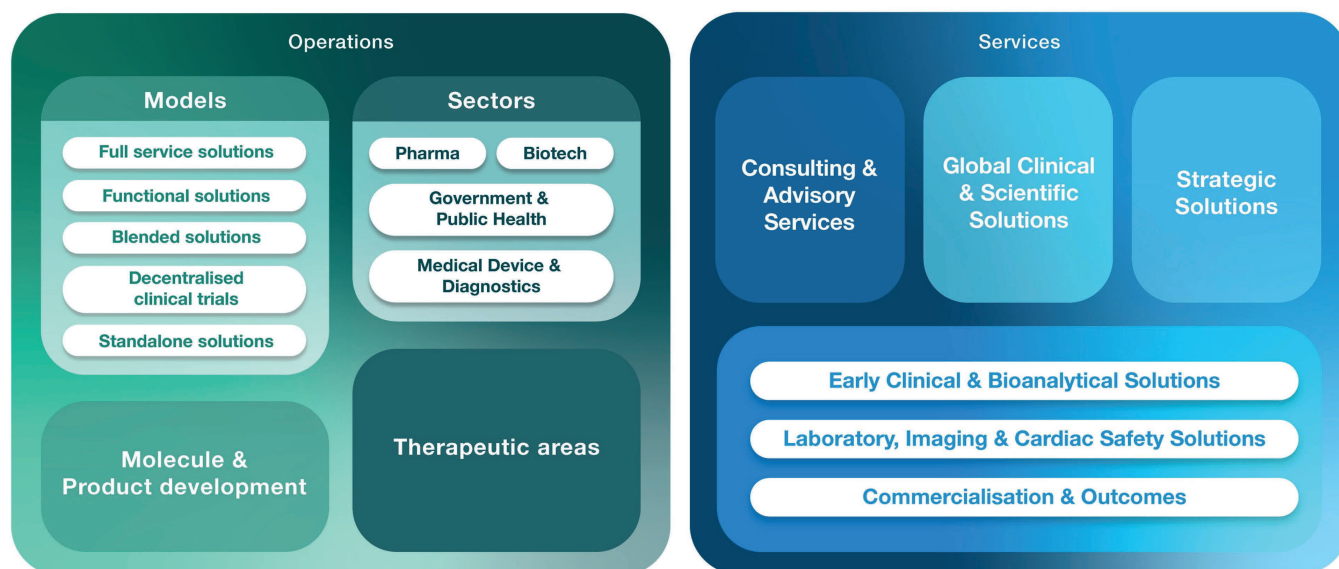 Operations
Models
Full service solutions
Functional solutions
Blended solutions
Decentralised
clinical trials
Standalone solutions
Sectors
Pharma
Biotech
Government &
Public Health
Medical Device &
Diagnostics
Molecule &
Product development
Therapeutic areas
Services
Consulting &
Advisory
Services
Global Clinical
& Scientific
Solutions
Strategic
Solutions
Early Clinical & Bioanalytical Solutions
Laboratory, Imaging & Cardiac Safety Solutions
Commercialisation & Outcomes